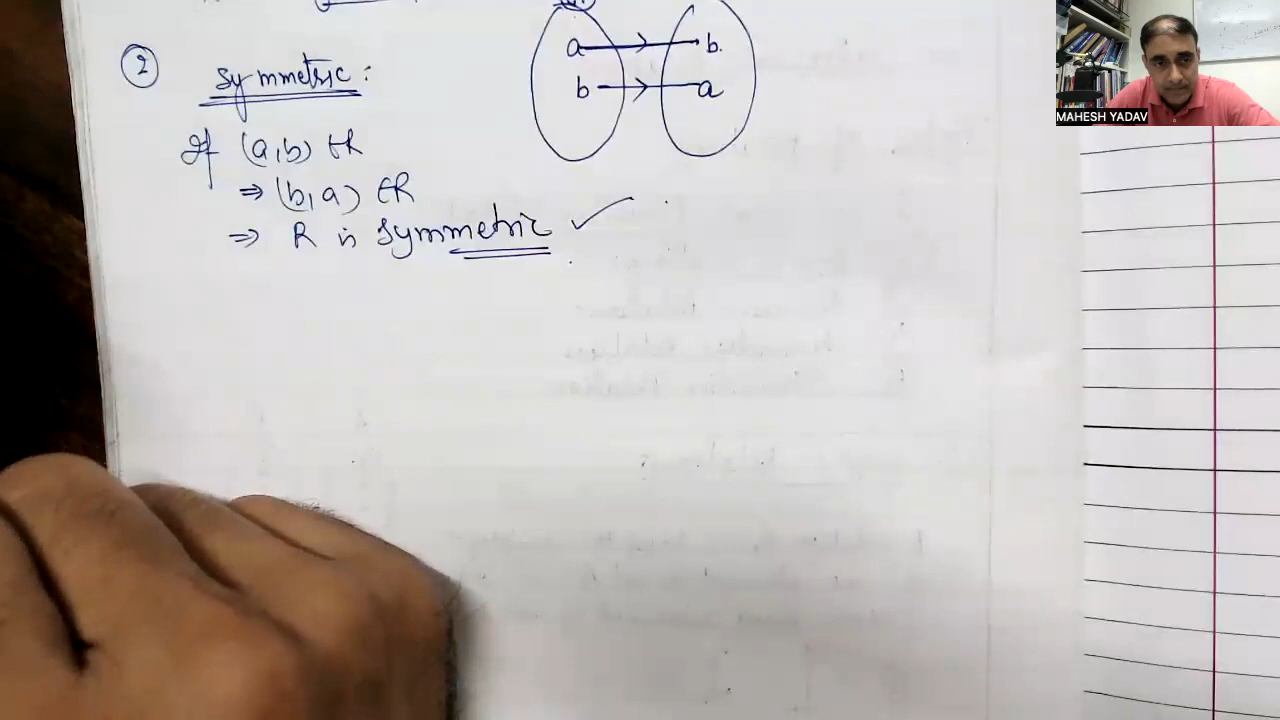 ② Symmetric :
If (a,b) ∈R
⇒ (b,a) ∈R
⇒ R is symmetric ✓
a b.
b a
MAHESH YADAV